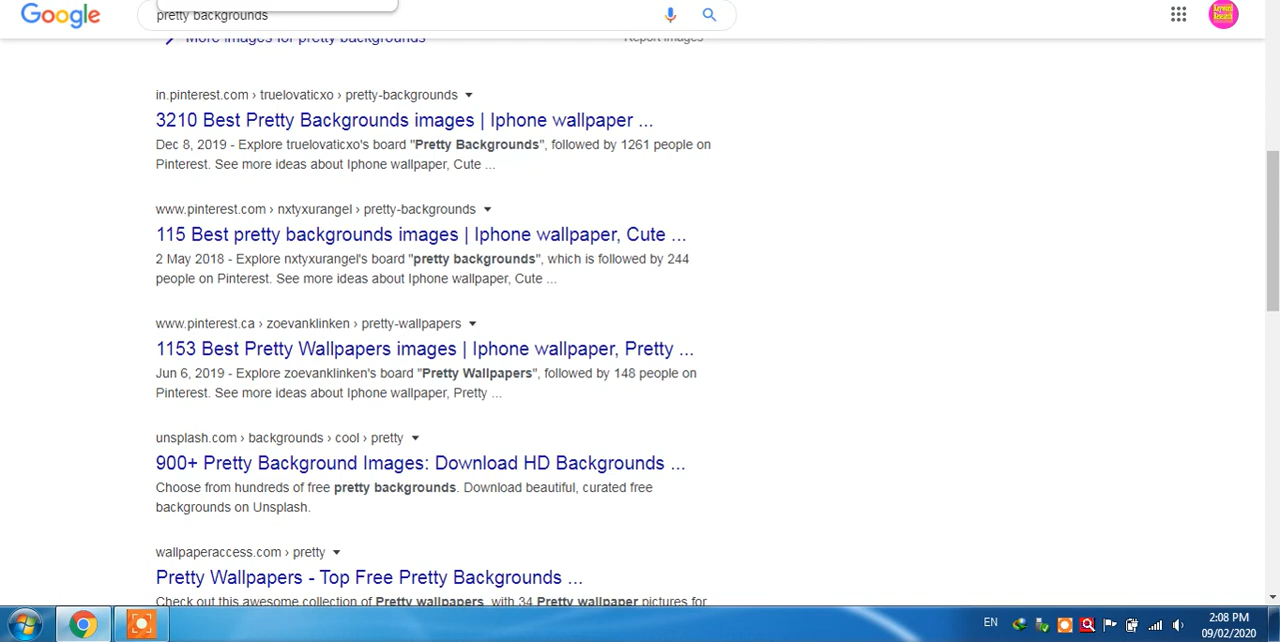 Google
pretty backgrounds
Keyword Research
More images for pretty backgrounds
Report images
in.pinterest.com › truelovaticxo › pretty-backgrounds
3210 Best Pretty Backgrounds images | Iphone wallpaper ...
Dec 8, 2019 - Explore truelovaticxo's board "Pretty Backgrounds", followed by 1261 people on
Pinterest. See more ideas about Iphone wallpaper, Cute ...
www.pinterest.com › nxtyxurangel › pretty-backgrounds
115 Best pretty backgrounds images | Iphone wallpaper, Cute ...
2 May 2018 - Explore nxtyxurangel's board "pretty backgrounds", which is followed by 244
people on Pinterest. See more ideas about Iphone wallpaper, Cute ...
www.pinterest.ca › zoevanklinken › pretty-wallpapers
1153 Best Pretty Wallpapers images | Iphone wallpaper, Pretty ...
Jun 6, 2019 - Explore zoevanklinken's board "Pretty Wallpapers", followed by 148 people on
Pinterest. See more ideas about Iphone wallpaper, Pretty ...
unsplash.com › backgrounds › cool › pretty
900+ Pretty Background Images: Download HD Backgrounds ...
Choose from hundreds of free pretty backgrounds. Download beautiful, curated free
backgrounds on Unsplash.
wallpaperaccess.com › pretty
Pretty Wallpapers - Top Free Pretty Backgrounds ...
Check out this awesome collection of Pretty wallpapers, with 34 Pretty wallpaper pictures for
EN
2:08 PM
09/02/2020